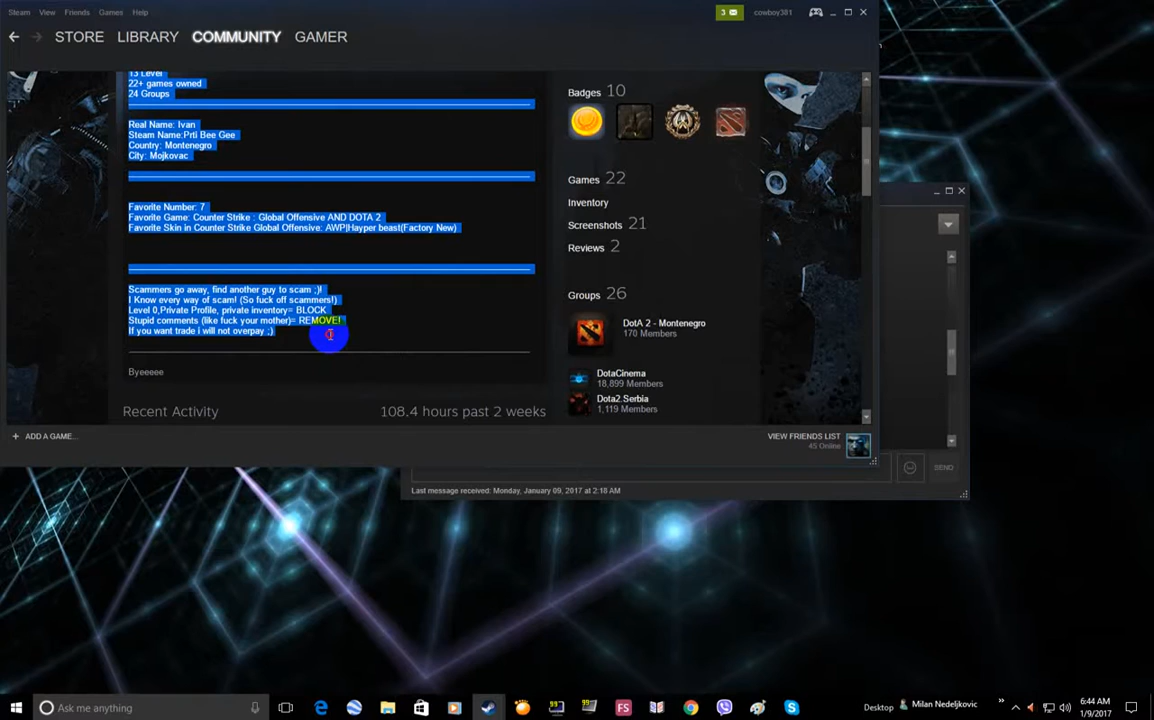 Steam View Friends Games Help
3 cowboy381
STORE LIBRARY COMMUNITY GAMER
13 Level
22+ games owned
24 Groups
Real Name: Ivan
Steam Name:Prti Bee Gee
Country: Montenegro
City: Mojkovac
Favorite Number: 7
Favorite Game: Counter Strike : Global Offensive AND DOTA 2
Favorite Skin in Counter Strike Global Offensive: AWP|Hayper beast(Factory New)
Scammers go away, find another guy to scam ;)!
I Know every way of scam! (So fuck off scammers!)
Level 0,Private Profile, private inventory= BLOCK
Stupid comments (like fuck your mother)= REMOVE!
If you want trade i will not overpay ;)
Byeeeee
Recent Activity 108.4 hours past 2 weeks
Badges 10
Games 22
Inventory
Screenshots 21
Reviews 2
Groups 26
DotA 2 - Montenegro
170 Members
DotaCinema
18,899 Members
Dota2.Serbia
1,119 Members
+ ADD A GAME...
VIEW FRIENDS LIST
45 Online
SEND
Last message received: Monday, January 09, 2017 at 2:18 AM
Ask me anything
99
99
FS
Desktop
Milan Nedeljkovic
6:44 AM
1/9/2017